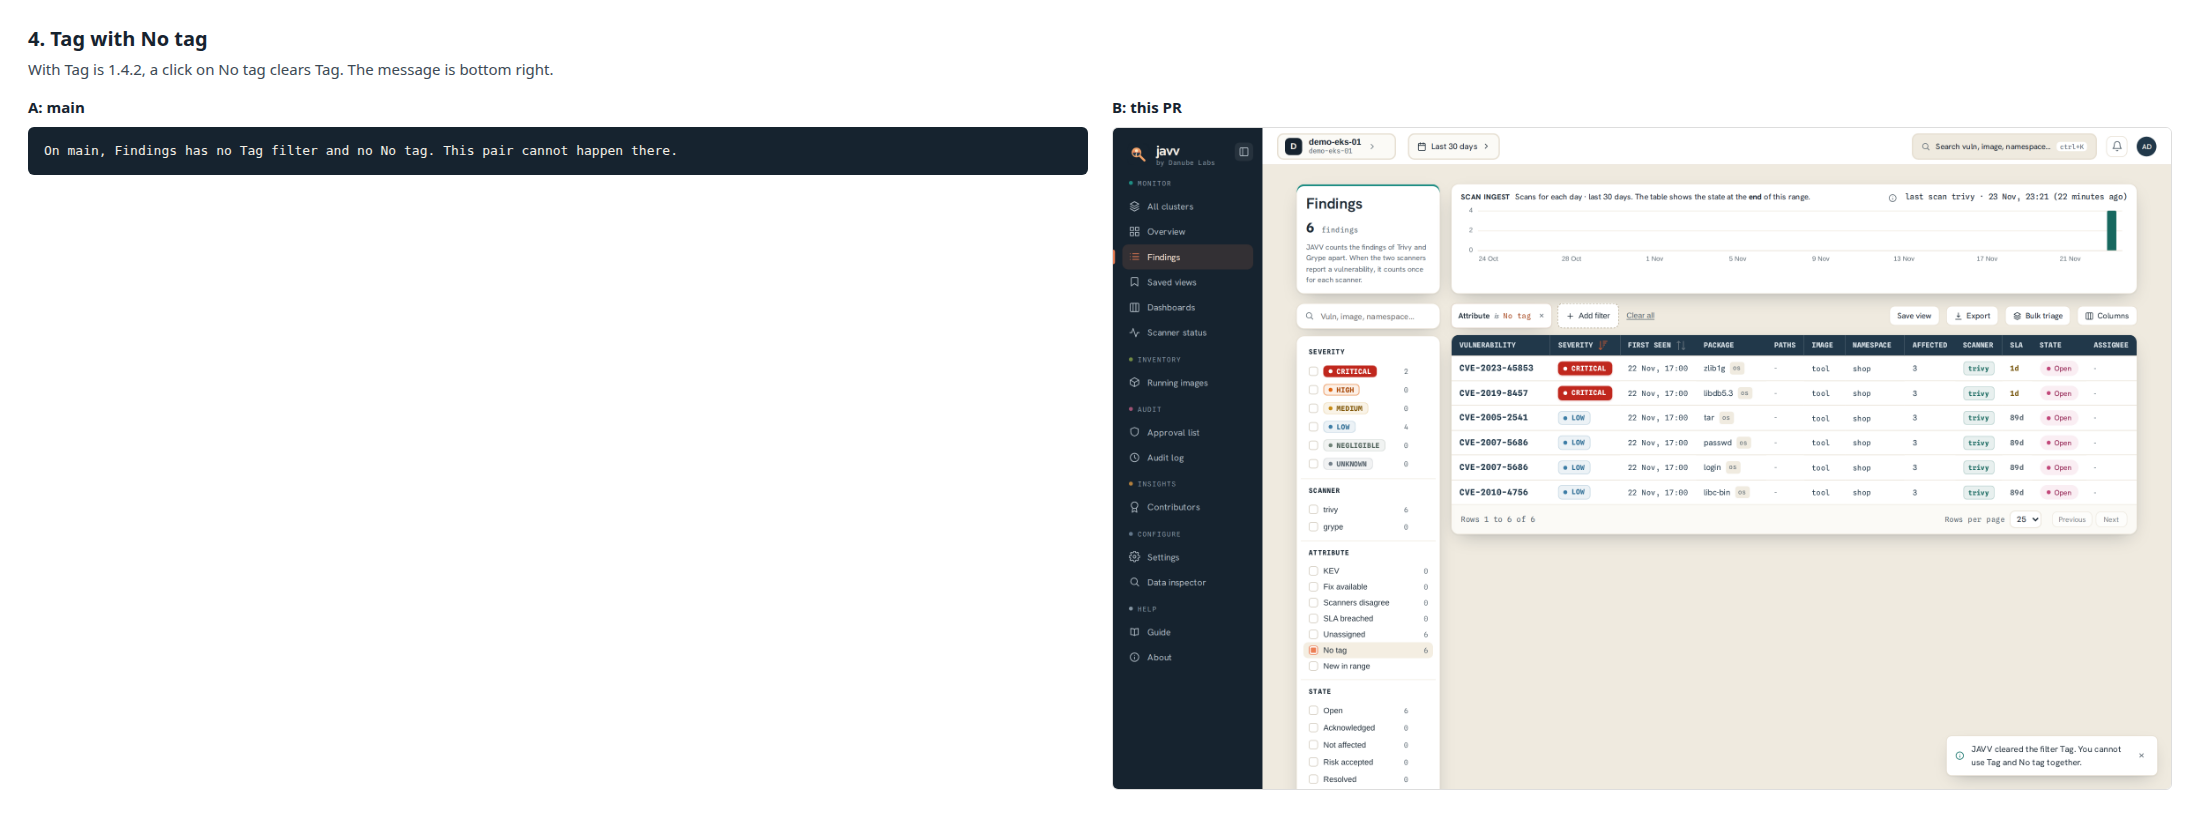 4. Tag with No tag
With Tag is 1.4.2, a click on No tag clears Tag. The message is bottom right.
A: main
On main, Findings has no Tag filter and no No tag. This pair cannot happen there.
B: this PR
javv
by Danube Labs
MONITOR
All clusters
Overview
Findings
Saved views
Dashboards
Scanner status
INVENTORY
Running images
AUDIT
Approval list
Audit log
INSIGHTS
Contributors
CONFIGURE
Settings
Data inspector
HELP
Guide
About
D demo-eks-01
demo-eks-01
Last 30 days
Search vuln, image, namespace... ctrl+K
AD
Findings
6 findings
JAVV counts the findings of Trivy and
Grype apart. When the two scanners
report a vulnerability, it counts once
for each scanner.
SCAN INGEST Scans for each day · last 30 days. The table shows the state at the end of this range.
last scan trivy · 23 Nov, 23:21 (22 minutes ago)
4
2
0
24 Oct 28 Oct 1 Nov 5 Nov 9 Nov 13 Nov 17 Nov 21 Nov
Vuln, image, namespace...
Attribute is No tag ×
+ Add filter
Clear all
Save view
Export
Bulk triage
Columns
SEVERITY
CRITICAL 2
HIGH 0
MEDIUM 0
LOW 4
NEGLIGIBLE 0
UNKNOWN 0
SCANNER
trivy 6
grype 0
ATTRIBUTE
KEV 0
Fix available 0
Scanners disagree 0
SLA breached 0
Unassigned 6
No tag 6
New in range
STATE
Open 6
Acknowledged 0
Not affected 0
Risk accepted 0
Resolved 0
VULNERABILITY SEVERITY FIRST SEEN PACKAGE PATHS IMAGE NAMESPACE AFFECTED SCANNER SLA STATE ASSIGNEE
CVE-2023-45853 CRITICAL 22 Nov, 17:00 zlib1g os - tool shop 3 trivy 1d Open -
CVE-2019-8457 CRITICAL 22 Nov, 17:00 libdb5.3 os - tool shop 3 trivy 1d Open -
CVE-2005-2541 LOW 22 Nov, 17:00 tar os - tool shop 3 trivy 89d Open -
CVE-2007-5686 LOW 22 Nov, 17:00 passwd os - tool shop 3 trivy 89d Open -
CVE-2007-5686 LOW 22 Nov, 17:00 login os - tool shop 3 trivy 89d Open -
CVE-2010-4756 LOW 22 Nov, 17:00 libc-bin os - tool shop 3 trivy 89d Open -
Rows 1 to 6 of 6
Rows per page 25 Previous Next
JAVV cleared the filter Tag. You cannot
use Tag and No tag together.
×